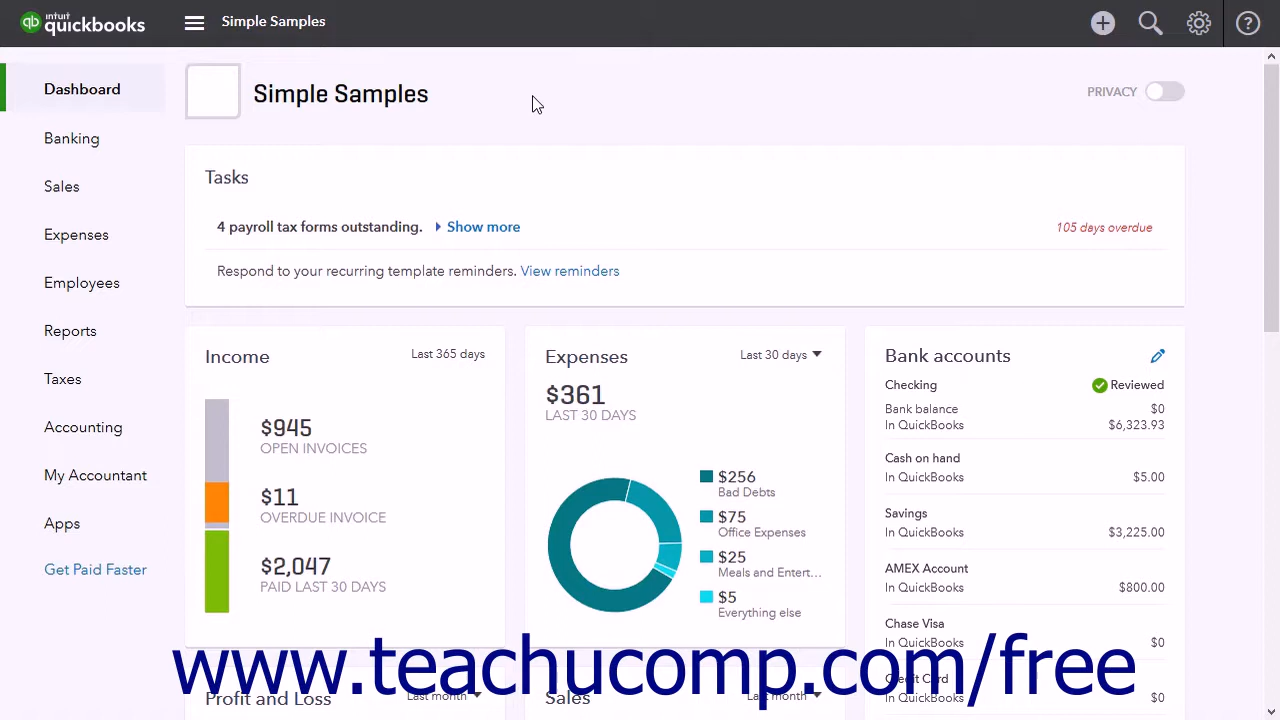 intuit
quickbooks
Simple Samples
Dashboard
Banking
Sales
Expenses
Employees
Reports
Taxes
Accounting
My Accountant
Apps
Get Paid Faster
Simple Samples
PRIVACY
Tasks
4 payroll tax forms outstanding. Show more
105 days overdue
Respond to your recurring template reminders. View reminders
Income
Last 365 days
$945
OPEN INVOICES
$11
OVERDUE INVOICE
$2,047
PAID LAST 30 DAYS
Expenses
Last 30 days
$361
LAST 30 DAYS
$256
Bad Debts
$75
Office Expenses
$25
Meals and Entert...
$5
Everything else
Bank accounts
Checking
Reviewed
Bank balance $0
In QuickBooks $6,323.93
Cash on hand
In QuickBooks $5.00
Savings
In QuickBooks $3,225.00
AMEX Account
In QuickBooks $800.00
Chase Visa
In QuickBooks $0
Credit Card
In QuickBooks $0
Profit and Loss
Last month
Sales
Last month
www.teachucomp.com/free